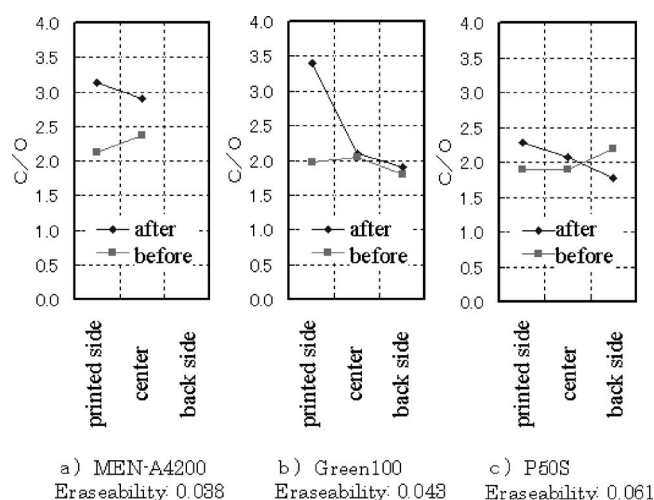 4.0
3.5
3.0
2.5
2.0
1.5
1.0
0.5
0.0
C/O
after
before
printed side
center
back side
a) MEN-A4200
Eraseability: 0.038
4.0
3.5
3.0
2.5
2.0
1.5
1.0
0.5
0.0
C/O
after
before
printed side
center
back side
b) Green100
Eraseability: 0.043
4.0
3.5
3.0
2.5
2.0
1.5
1.0
0.5
0.0
C/O
after
before
printed side
center
back side
c) P50S
Eraseability: 0.061